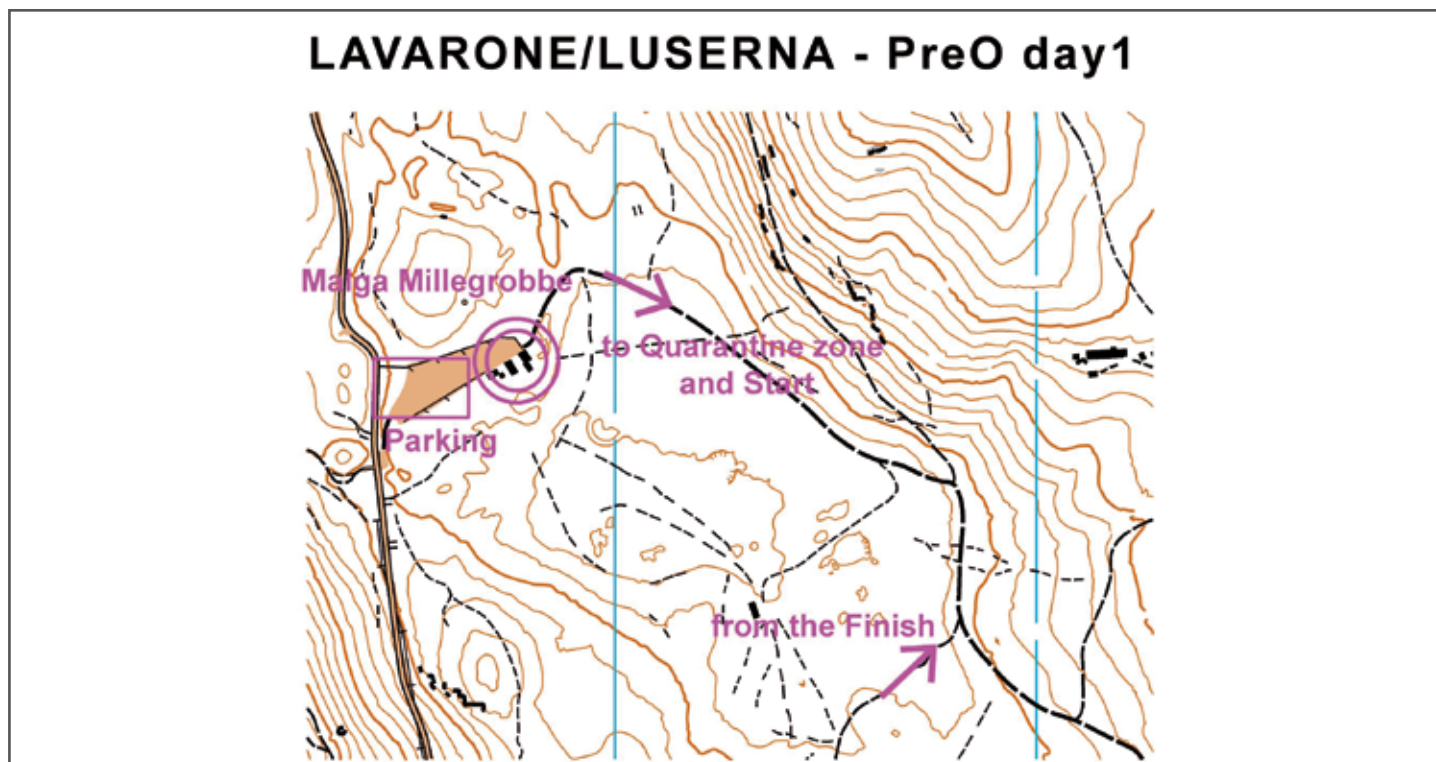 LAVARONE/LUSERNA - PreO day1
Malga Millegrobbe
to Quarantine zone
and Start
Parking
from the Finish